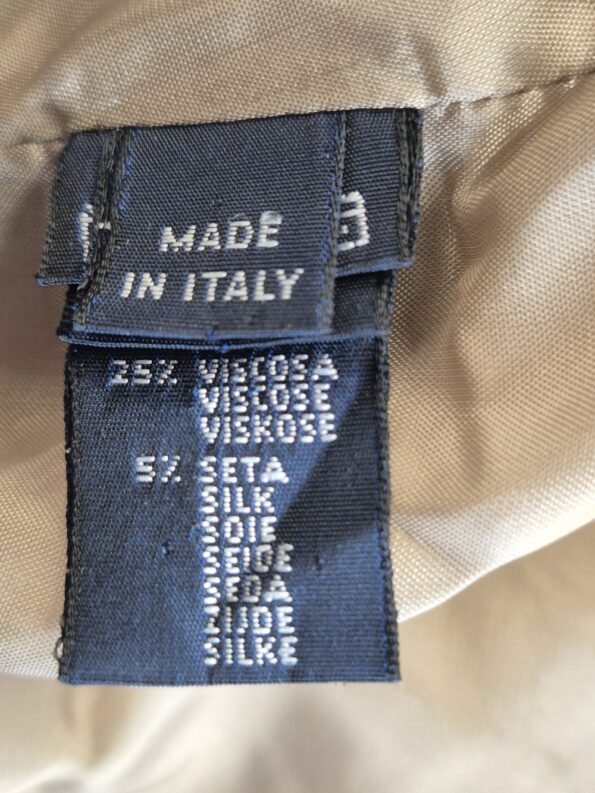 MADE
IN ITALY
25% VISCOSA
VISCOSE
VISKOSE
5% SETA
SILK
SOIE
SEIDE
SEDA
ZIJDE
SILKE